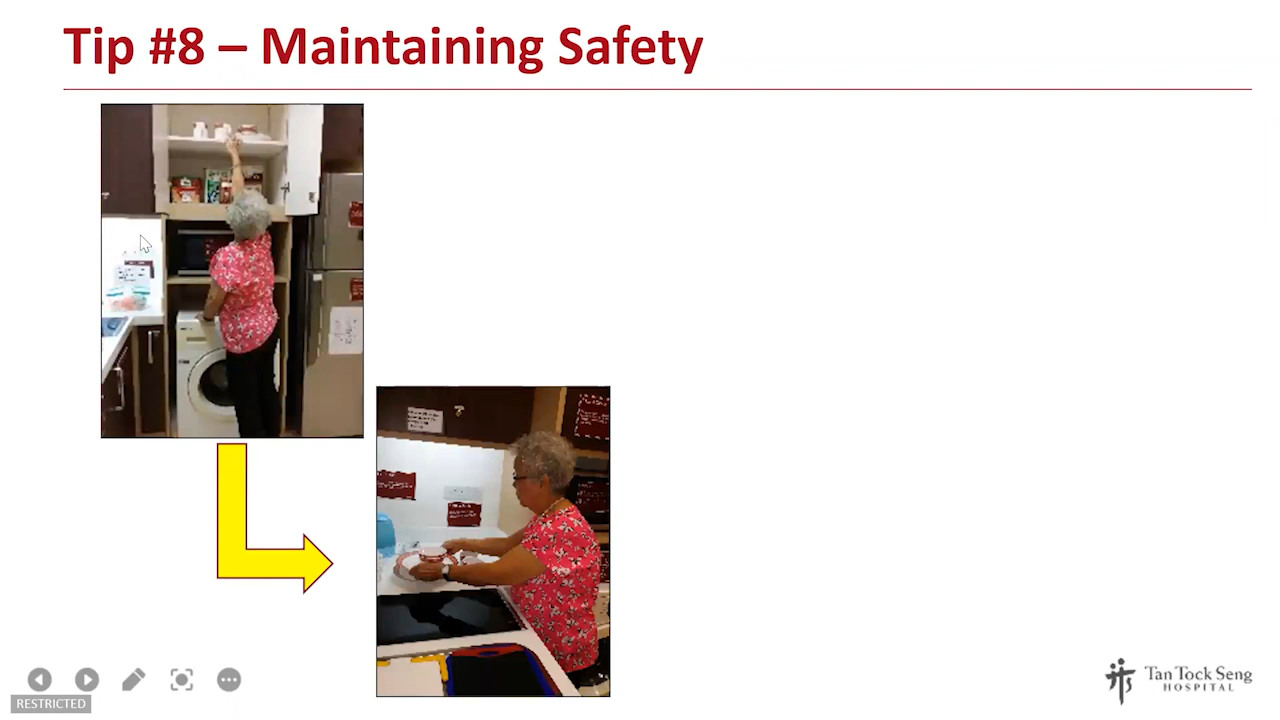 Tip #8 – Maintaining Safety
Tan Tock Seng
HOSPITAL
RESTRICTED